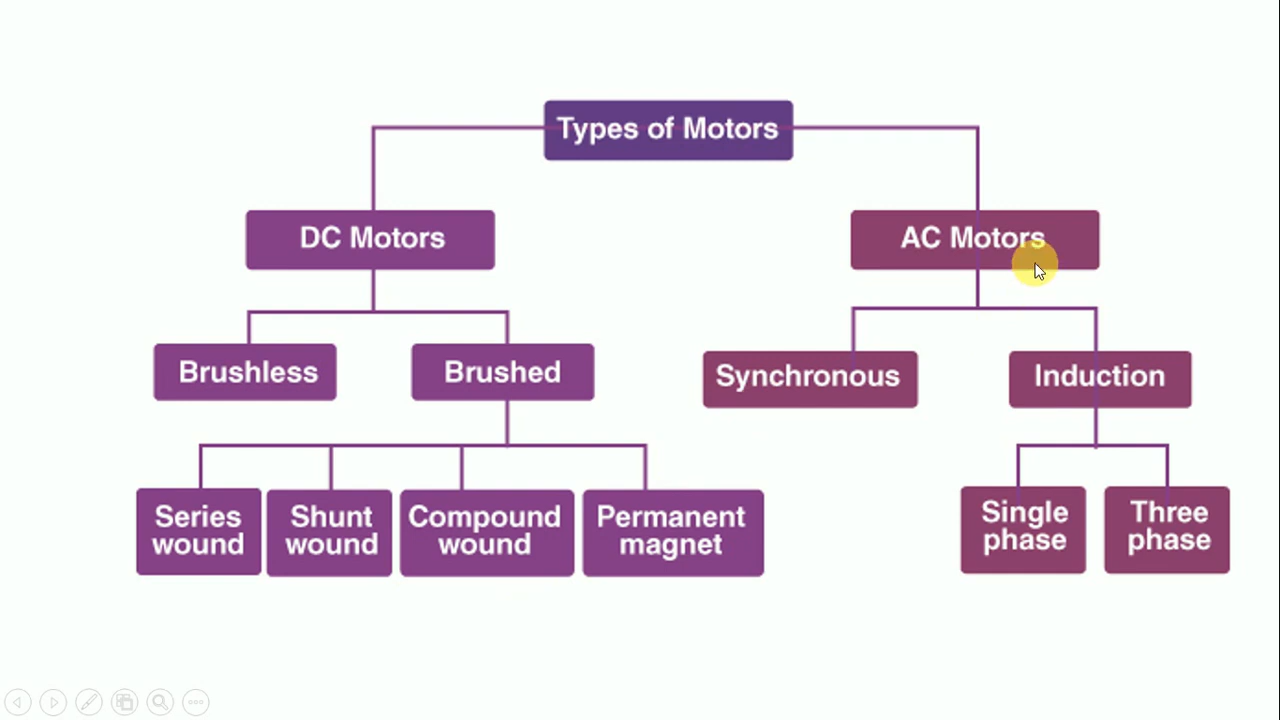 Types of Motors
DC Motors
AC Motors
Brushless
Brushed
Synchronous
Induction
Series
wound
Shunt
wound
Compound
wound
Permanent
magnet
Single
phase
Three
phase